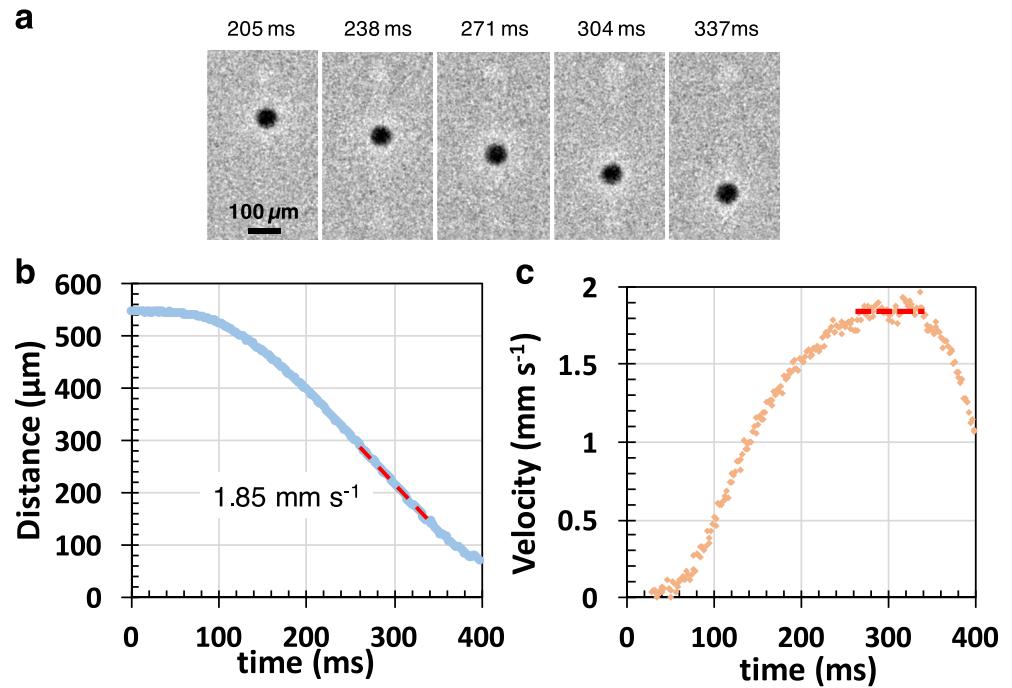 a
205 ms 238 ms 271 ms 304 ms 337ms
100 µm
b
600
500
400
300
200
100
0
Distance (µm)
1.85 mm s-1
0 100 200 300 400
time (ms)
c
2
1.5
1
0.5
0
Velocity (mm s-1)
0 100 200 300 400
time (ms)